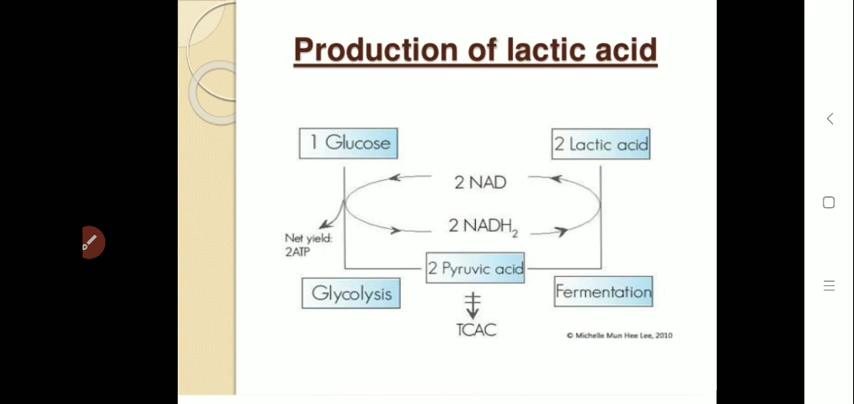 Production of lactic acid
1 Glucose
2 Lactic acid
2 NAD
2 NADH₂
Net yield:
2ATP
2 Pyruvic acid
Glycolysis
Fermentation
TCAC
© Michelle Mun Hee Lee, 2010